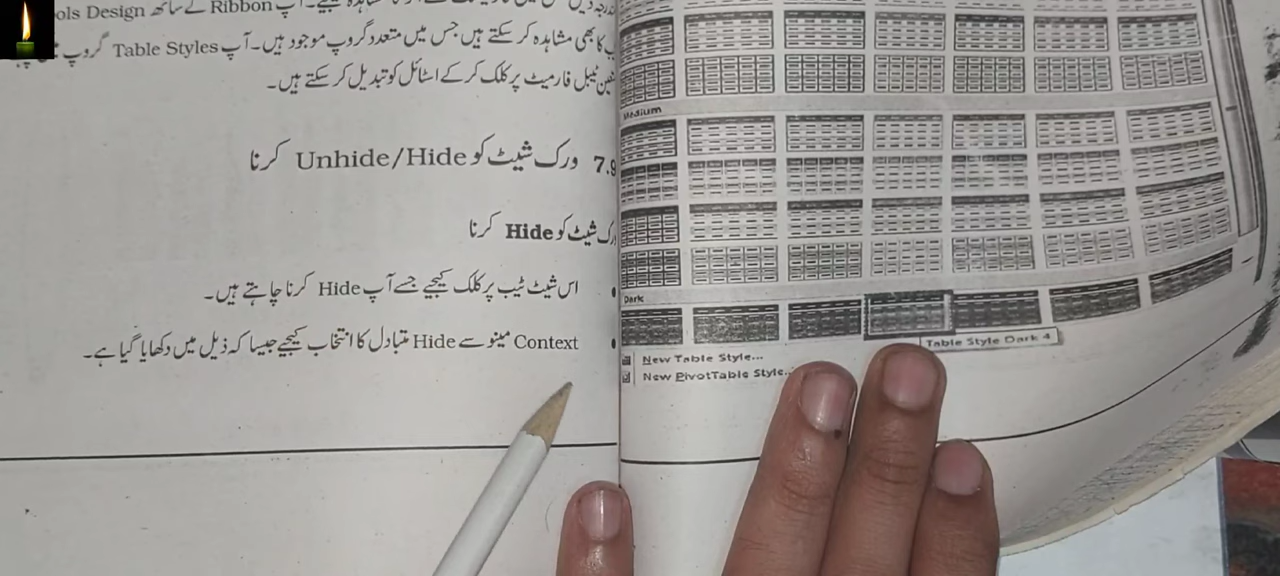 ols Design کے ساتھ Ribbon آپ
کا بھی مشاہدہ کر سکتے ہیں جس میں متعدد گروپ موجود ہیں۔ آپ Table Styles گروپ
ٹیبل فارمیٹ پر کلک کر کے اسٹائل کو تبدیل کر سکتے ہیں۔
7.9 ورک شیٹ کو Unhide/Hide کرنا
ورک شیٹ کو Hide کرنا
• اس شیٹ ٹیب پر کلک کیجیے جسے آپ Hide کرنا چاہتے ہیں۔
• Context مینو سے Hide متبادل کا انتخاب کیجیے جیسا کہ ذیل میں دکھایا گیا ہے۔
Medium
Dark
Table Style Dark 4
New Table Style...
New PivotTable Style...